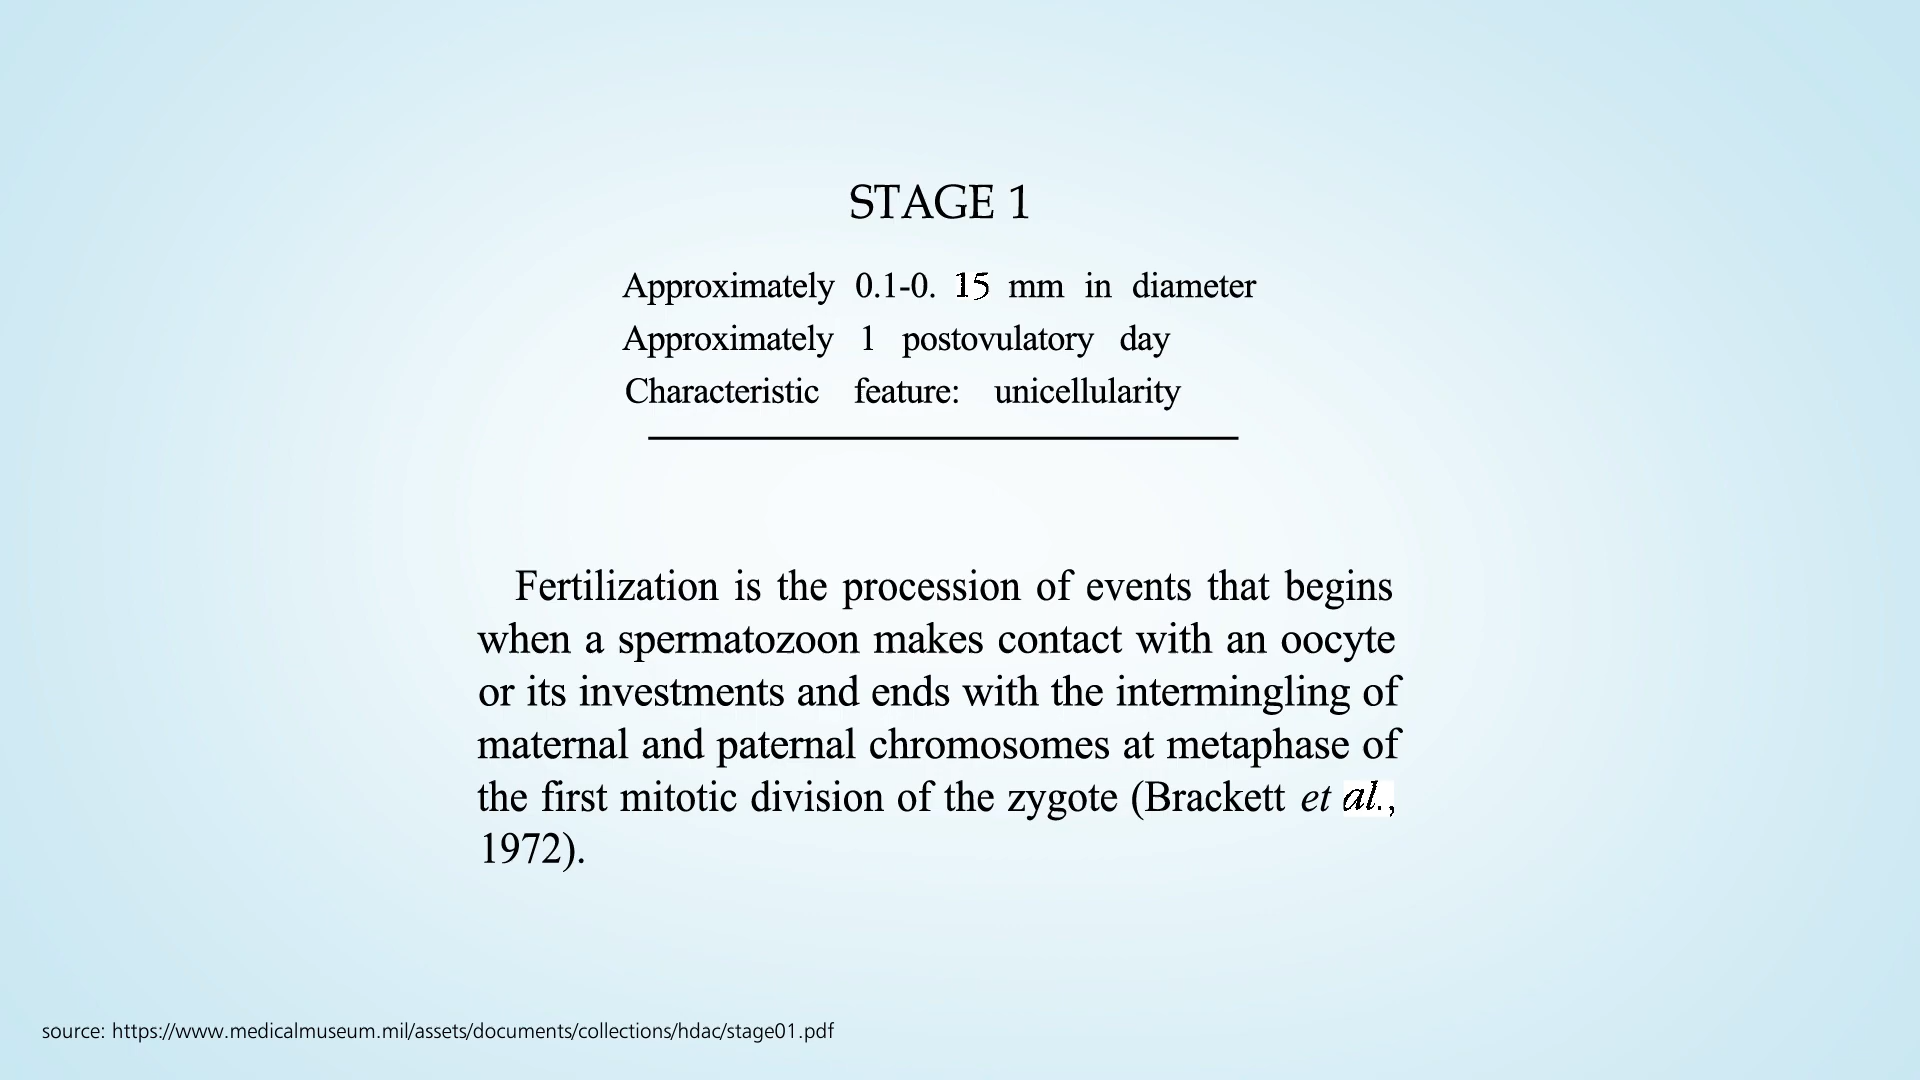 STAGE 1
Approximately 0.1-0. 15 mm in diameter
Approximately 1 postovulatory day
Characteristic feature: unicellularity
Fertilization is the procession of events that begins
when a spermatozoon makes contact with an oocyte
or its investments and ends with the intermingling of
maternal and paternal chromosomes at metaphase of
the first mitotic division of the zygote (Brackett et al.,
1972).
source: https://www.medicalmuseum.mil/assets/documents/collections/hdac/stage01.pdf